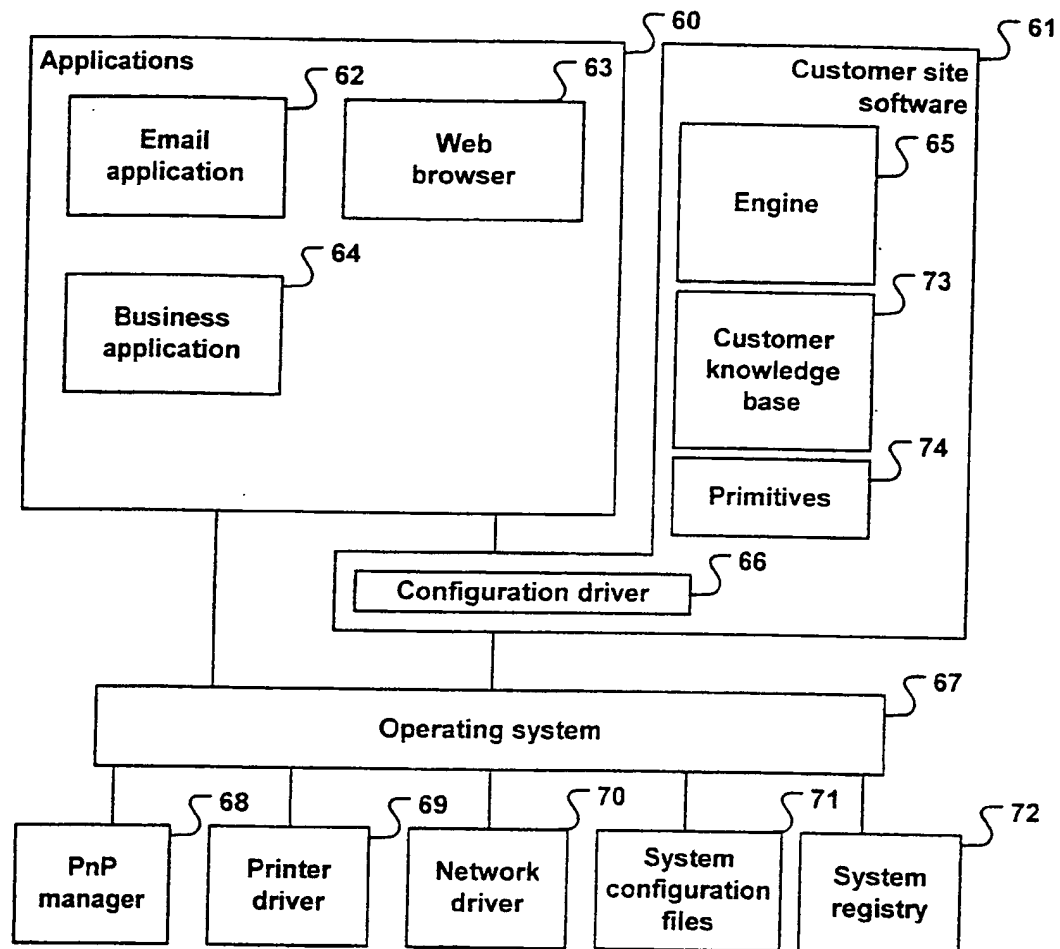 60
61
Applications
62
63
Customer site
software
Email
application
Web
browser
65
Engine
64
Business
application
73
Customer
knowledge
base
74
Primitives
66
Configuration driver
67
Operating system
68
69
70
71
72
PnP
manager
Printer
driver
Network
driver
System
configuration
files
System
registry